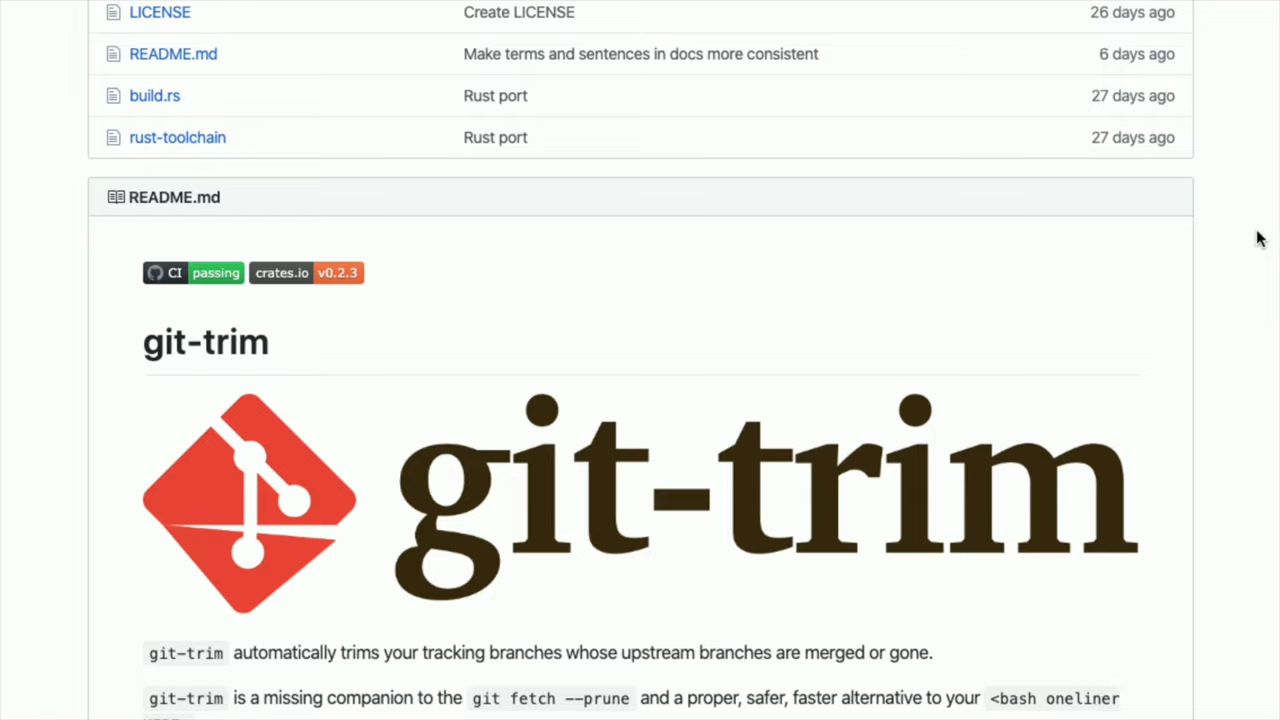 LICENSE Create LICENSE 26 days ago
README.md Make terms and sentences in docs more consistent 6 days ago
build.rs Rust port 27 days ago
rust-toolchain Rust port 27 days ago
README.md
CI passing crates.io v0.2.3
git-trim
git-trim
git-trim automatically trims your tracking branches whose upstream branches are merged or gone.
git-trim is a missing companion to the git fetch --prune and a proper, safer, faster alternative to your <bash oneliner